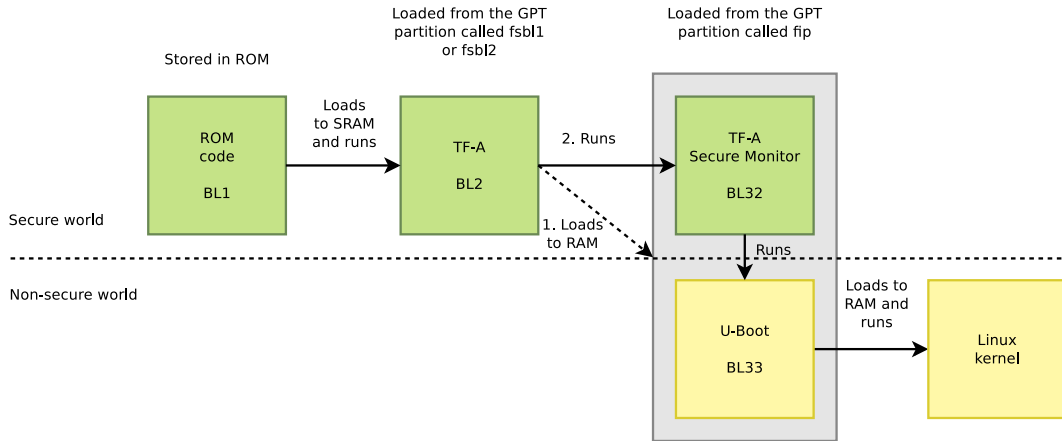 Loaded from the GPT
partition called fsbl1
or fsbl2
Loaded from the GPT
partition called fip
Stored in ROM
ROM
code
BL1
Loads
to SRAM
and runs
TF-A
BL2
2. Runs
TF-A
Secure Monitor
BL32
Secure world
1. Loads
to RAM
Runs
Non-secure world
U-Boot
BL33
Loads to
RAM and
runs
Linux
kernel